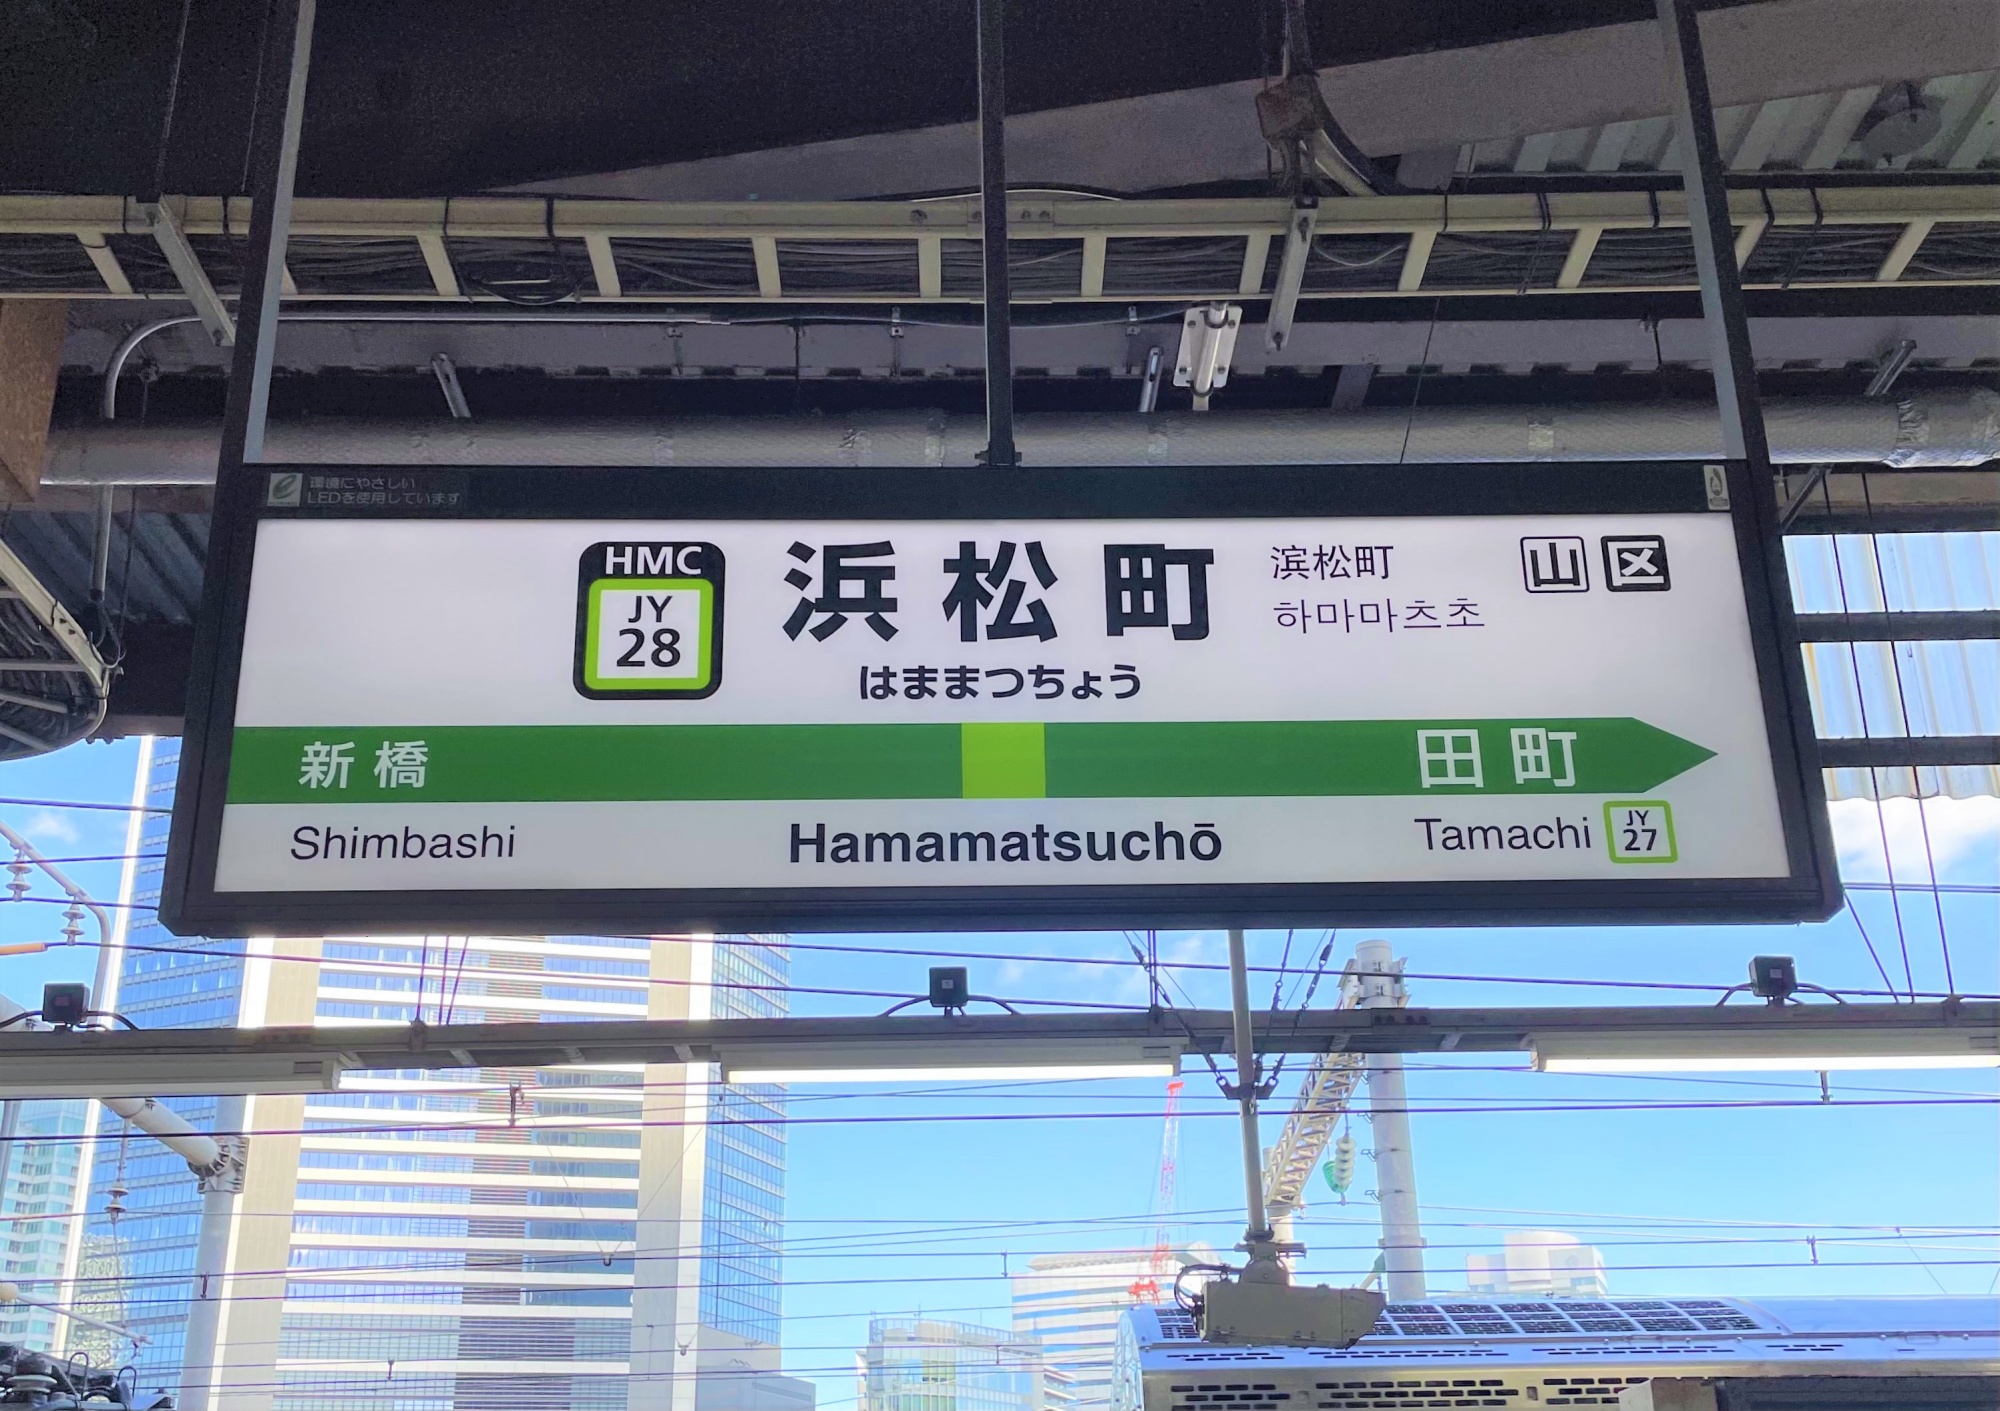 環境にやさしい
LEDを使用しています
HMC
JY
28
浜松町
はままつちょう
滨松町
하마마츠초
山 区
新橋
田町
Shimbashi
Hamamatsuchō
Tamachi
JY
27